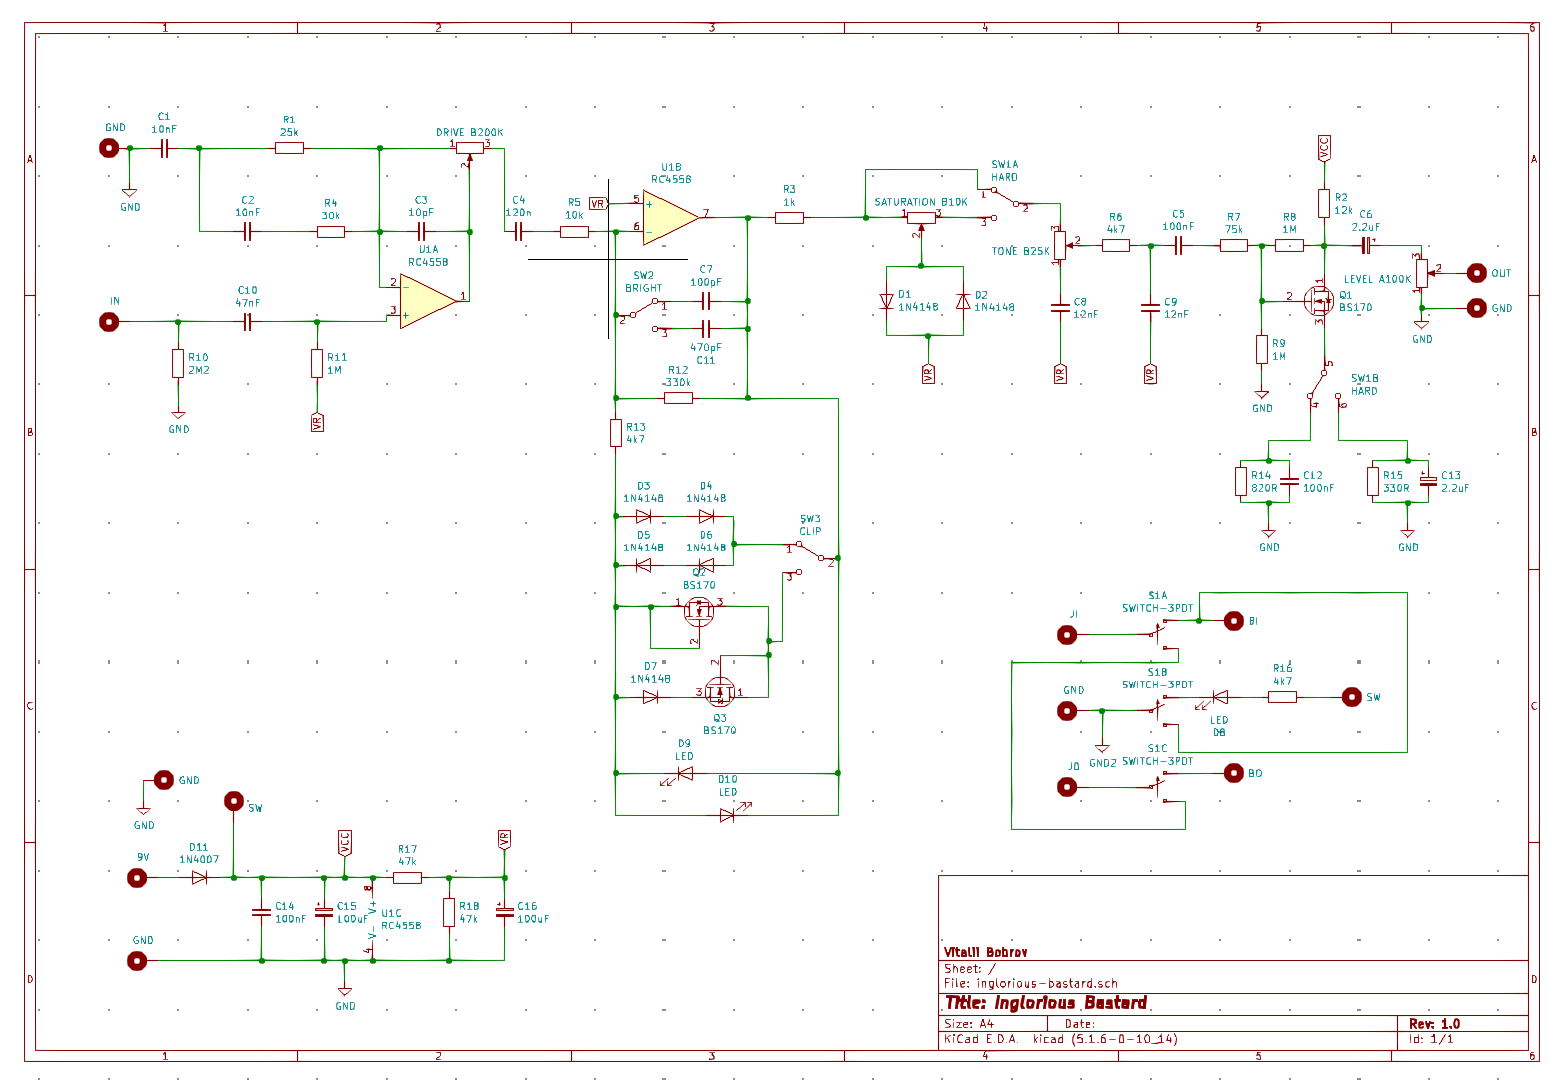 1 2 3 4 5 6
A
B
C
D
GND
C1
10nF
R1
25k
DRIVE B200K
1 3
2
GND
C2
10nF
R4
30k
C3
10pF
U1A
RC4558
2
3
1
C4
120n
R5
10k
VR
U1B
RC4558
5
6
7
IN
C10
47nF
R10
2M2
GND
R11
1M
VR
SW2
BRIGHT
1
2
3
C7
100pF
470pF
C11
R12
330k
R13
4k7
R3
1k
SATURATION B10K
1 3
2
SW1A
HARD
1
2
3
D1
1N4148
D2
1N4148
VR
TONE B25K
3
2
1
C8
12nF
VR
R6
4k7
C9
12nF
VR
C5
100nF
R7
75k
R8
1M
R9
1M
GND
VCC
R2
12k
C6
2.2uF
Q1
BS170
1
2
3
LEVEL A100K
3
2
1
OUT
GND
GND
SW1B
HARD
5
4 6
R14
820R
C12
100nF
GND
R15
330R
C13
2.2uF
GND
D3
1N4148
D4
1N4148
D5
1N4148
D6
1N4148
SW3
CLIP
1
2
3
Q2
BS170
1 3
2
D7
1N4148
2
3 1
Q3
BS170
D9
LED
D10
LED
S1A
SWITCH-3PDT
JI
BI
S1B
SWITCH-3PDT
GND
GND2
LED
D8
R16
4k7
SW
S1C
SWITCH-3PDT
JO
BO
GND
GND
SW
9V
D11
1N4007
VCC
R17
47k
VR
C14
100nF
C15
100uF
8
V+
V-
4
U1C
RC4558
R18
47k
C16
100uF
GND
GND
Vitalii Bobrov
Sheet: /
File: inglorious-bastard.sch
Title: Inglorious Bastard
Size: A4 Date: Rev: 1.0
KiCad E.D.A. kicad (5.1.6-0-10_14) Id: 1/1
1 2 3 4 5 6